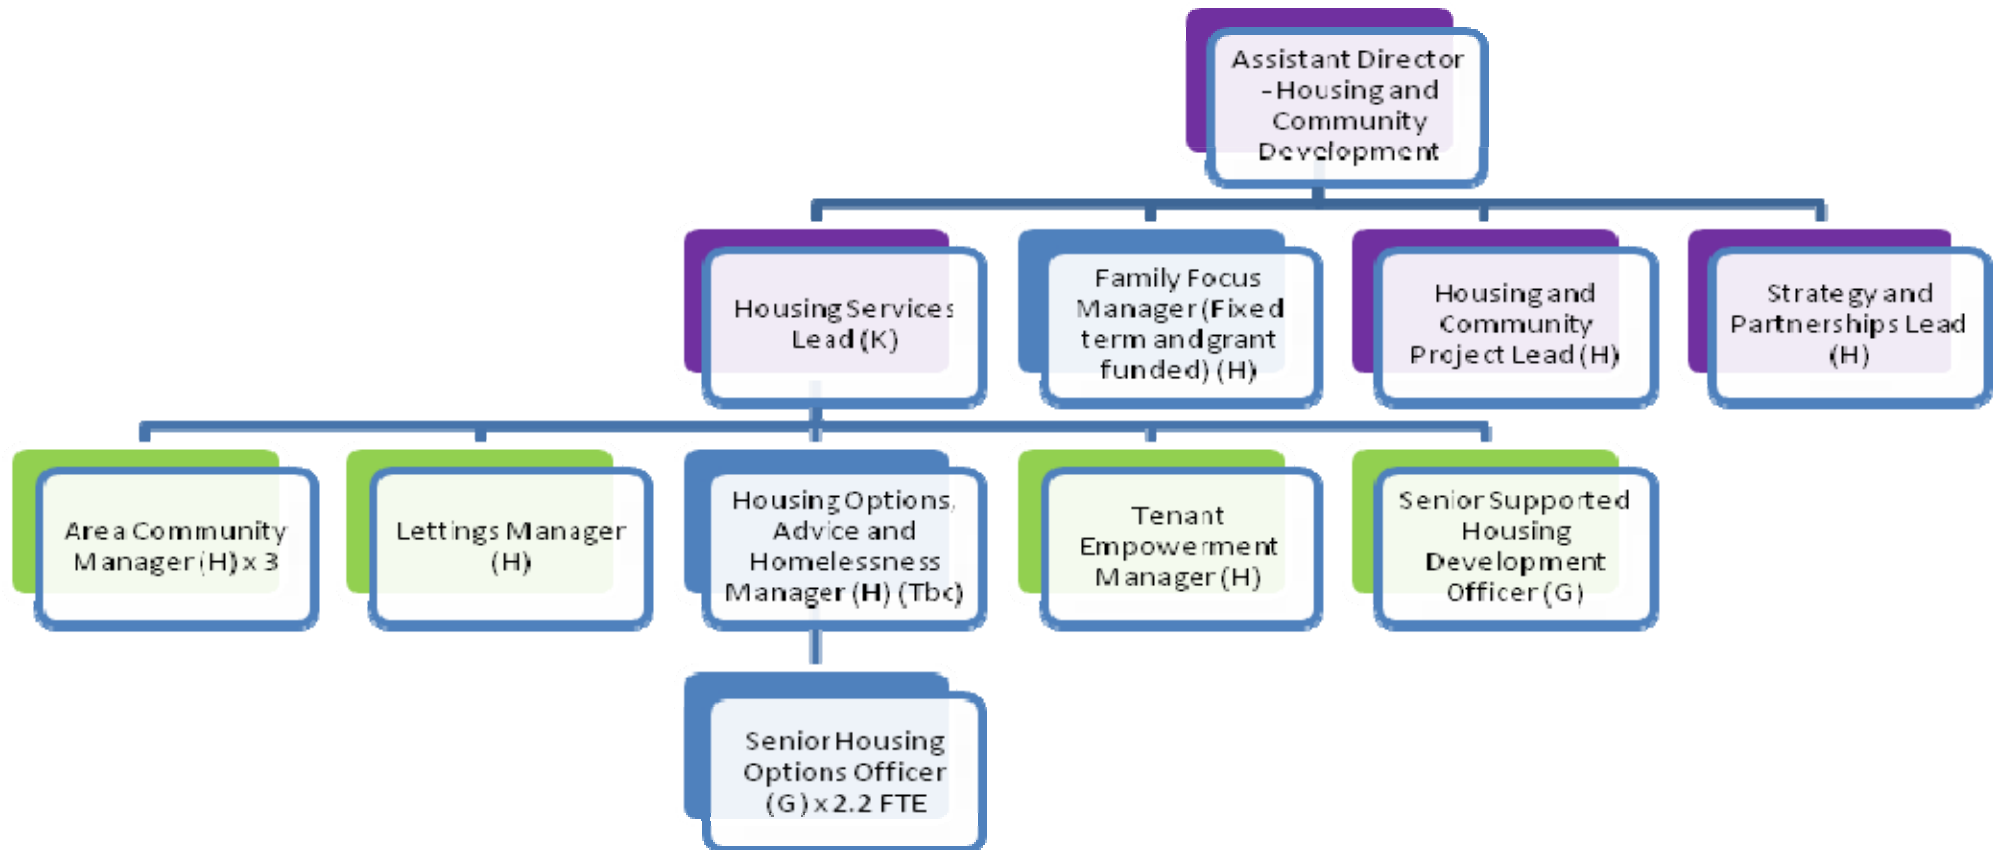 Assistant Director
- Housing and
Community
Development
Housing Services
Lead (K)
Family Focus
Manager (Fixed
term and grant
funded) (H)
Housing and
Community
Project Lead (H)
Strategy and
Partnerships Lead
(H)
Area Community
Manager (H) x 3
Lettings Manager
(H)
Housing Options,
Advice and
Homelessness
Manager (H) (Tbc)
Tenant
Empowerment
Manager (H)
Senior Supported
Housing
Development
Officer (G)
Senior Housing
Options Officer
(G) x 2.2 FTE